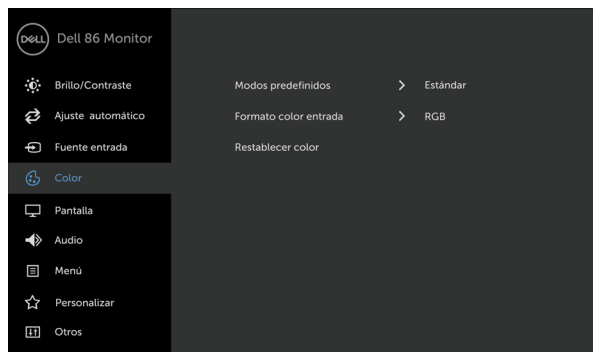 DELL Dell 86 Monitor
Brillo/Contraste
Ajuste automático
Fuente entrada
Color
Pantalla
Audio
Menú
Personalizar
Otros
Modos predefinidos > Estándar
Formato color entrada > RGB
Restablecer color